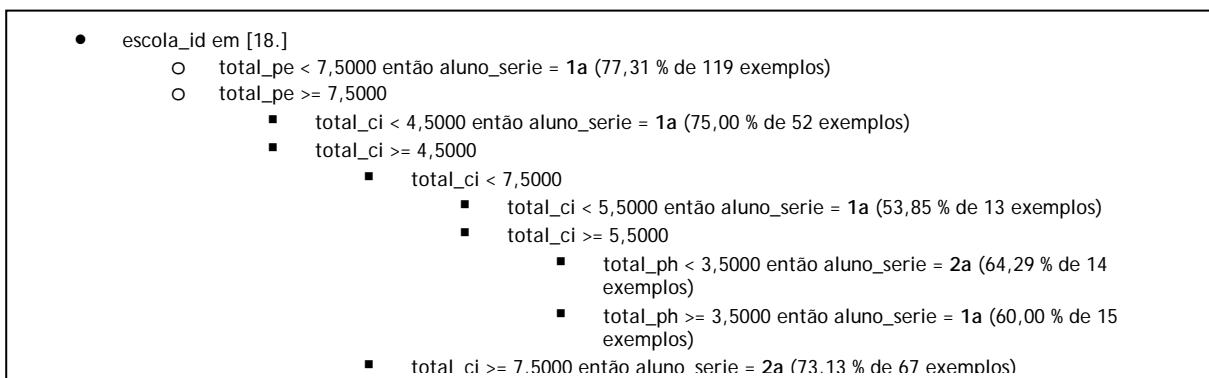 ● escola_id em [18.]
o total_pe < 7,5000 então aluno_serie = 1a (77,31 % de 119 exemplos)
o total_pe >= 7,5000
▪ total_ci < 4,5000 então aluno_serie = 1a (75,00 % de 52 exemplos)
▪ total_ci >= 4,5000
▪ total_ci < 7,5000
▪ total_ci < 5,5000 então aluno_serie = 1a (53,85 % de 13 exemplos)
▪ total_ci >= 5,5000
▪ total_ph < 3,5000 então aluno_serie = 2a (64,29 % de 14
exemplos)
▪ total_ph >= 3,5000 então aluno_serie = 1a (60,00 % de 15
exemplos)
▪ total_ci >= 7,5000 então aluno_serie = 2a (73,13 % de 67 exemplos)